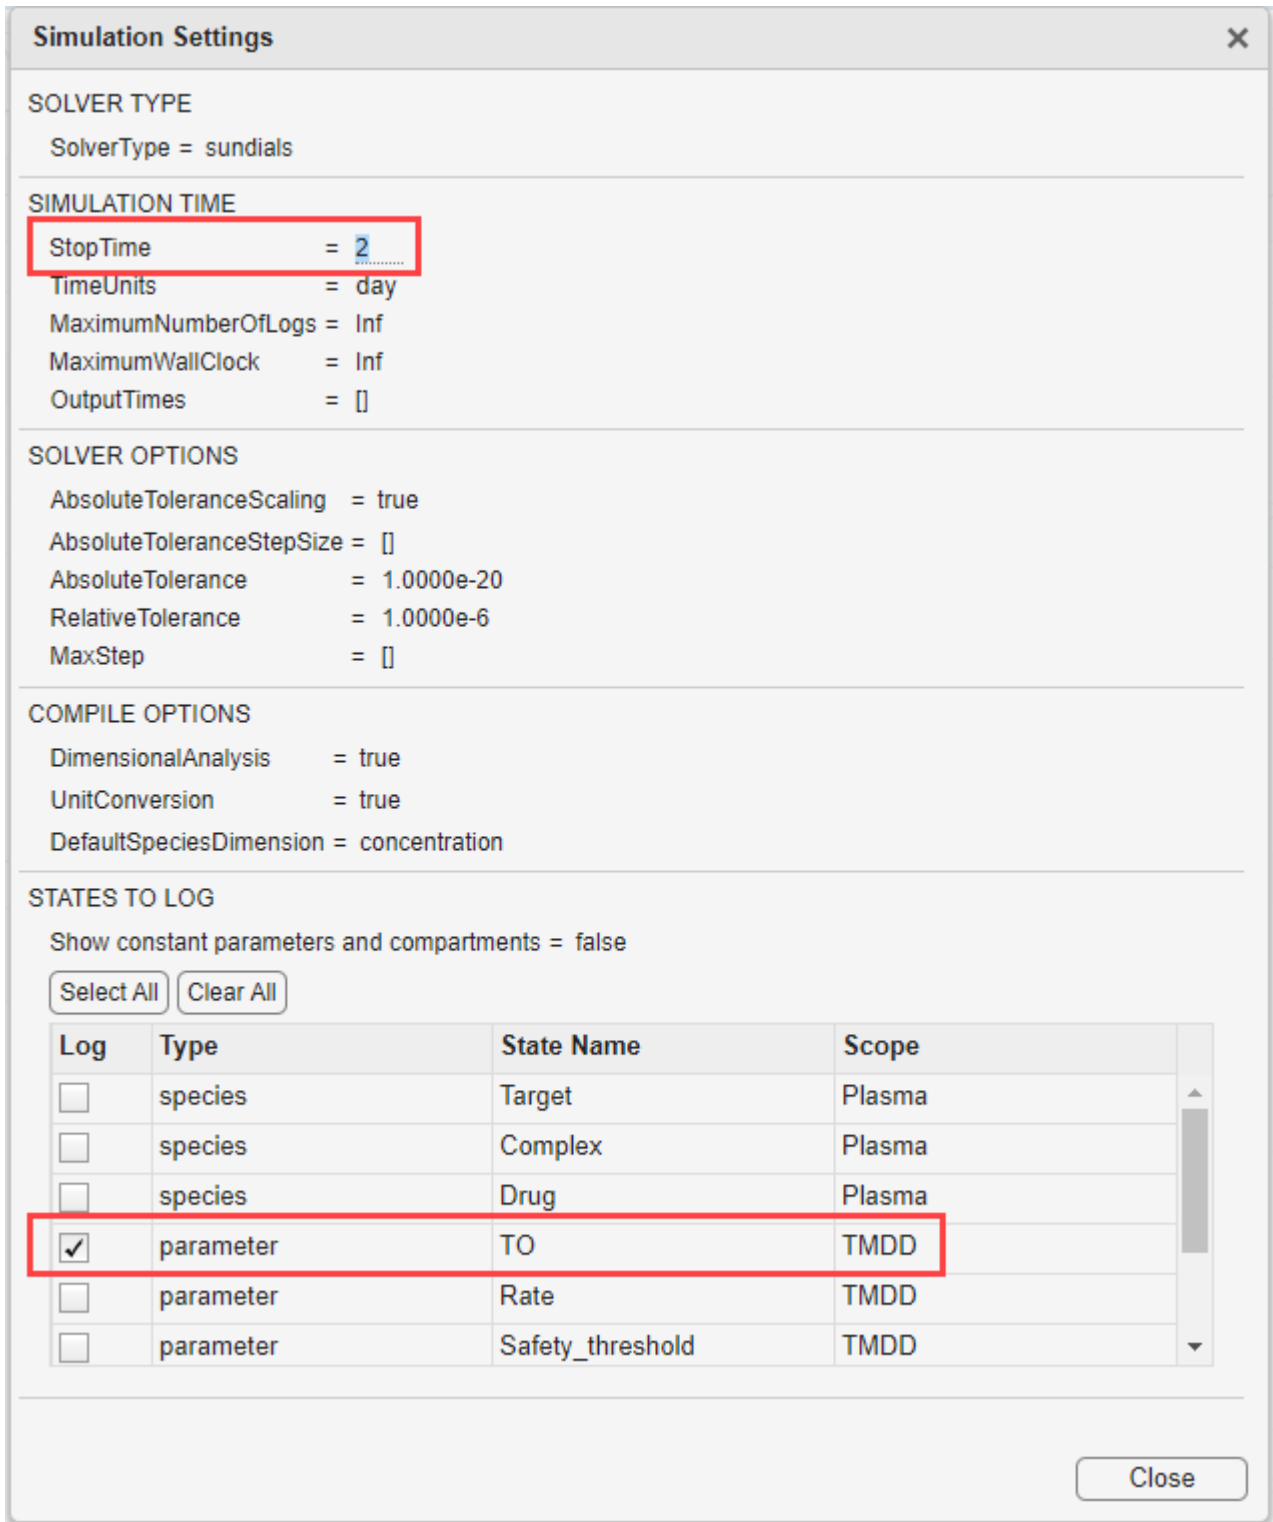 Simulation Settings
SOLVER TYPE
SolverType = sundials
SIMULATION TIME
StopTime = 2
TimeUnits = day
MaximumNumberOfLogs = Inf
MaximumWallClock = Inf
OutputTimes = []
SOLVER OPTIONS
AbsoluteToleranceScaling = true
AbsoluteToleranceStepSize = []
AbsoluteTolerance = 1.0000e-20
RelativeTolerance = 1.0000e-6
MaxStep = []
COMPILE OPTIONS
DimensionalAnalysis = true
UnitConversion = true
DefaultSpeciesDimension = concentration
STATES TO LOG
Show constant parameters and compartments = false
Select All Clear All
Log Type State Name Scope
species Target Plasma
species Complex Plasma
species Drug Plasma
parameter TO TMDD
parameter Rate TMDD
parameter Safety_threshold TMDD
Close